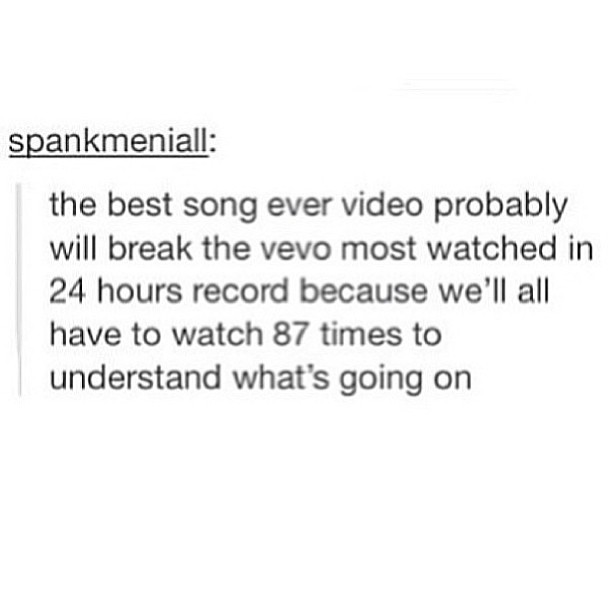 spankmeniall:
the best song ever video probably
will break the vevo most watched in
24 hours record because we'll all
have to watch 87 times to
understand what's going on